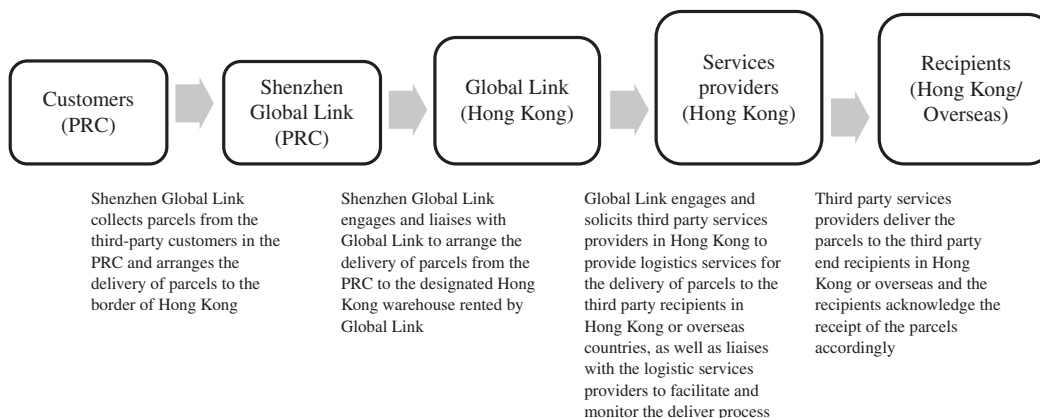 Customers
(PRC)
Shenzhen
Global Link
(PRC)
Global Link
(Hong Kong)
Services
providers
(Hong Kong)
Recipients
(Hong Kong/
Overseas)
Shenzhen Global Link
collects parcels from the
third-party customers in the
PRC and arranges the
delivery of parcels to the
border of Hong Kong
Shenzhen Global Link
engages and liaises with
Global Link to arrange the
delivery of parcels from the
PRC to the designated Hong
Kong warehouse rented by
Global Link
Global Link engages and
solicits third party services
providers in Hong Kong to
provide logistics services for
the delivery of parcels to the
third party recipients in
Hong Kong or overseas
countries, as well as liaises
with the logistic services
providers to facilitate and
monitor the deliver process
Third party services
providers deliver the
parcels to the third party
end recipients in Hong
Kong or overseas and the
recipients acknowledge the
receipt of the parcels
accordingly